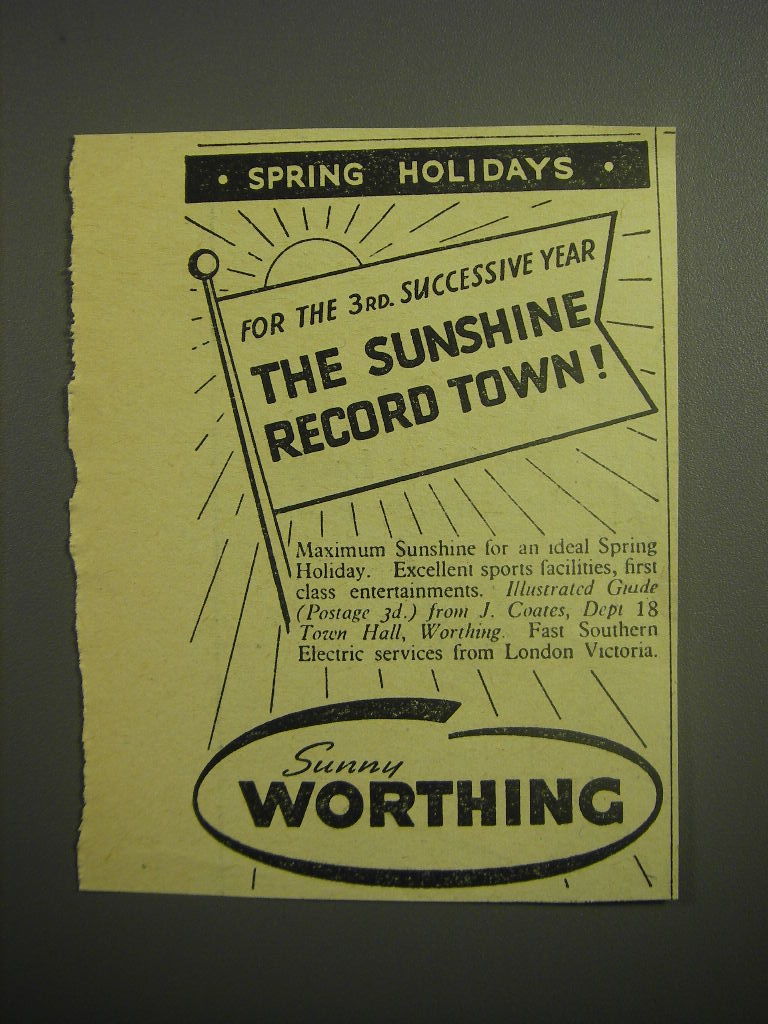 • SPRING HOLIDAYS •
FOR THE 3RD. SUCCESSIVE YEAR
THE SUNSHINE
RECORD TOWN!
Maximum Sunshine for an ideal Spring
Holiday. Excellent sports facilities, first
class entertainments. Illustrated Guide
(Postage 3d.) from J. Coates, Dept 18
Town Hall, Worthing. Fast Southern
Electric services from London Victoria.
Sunny
WORTHING